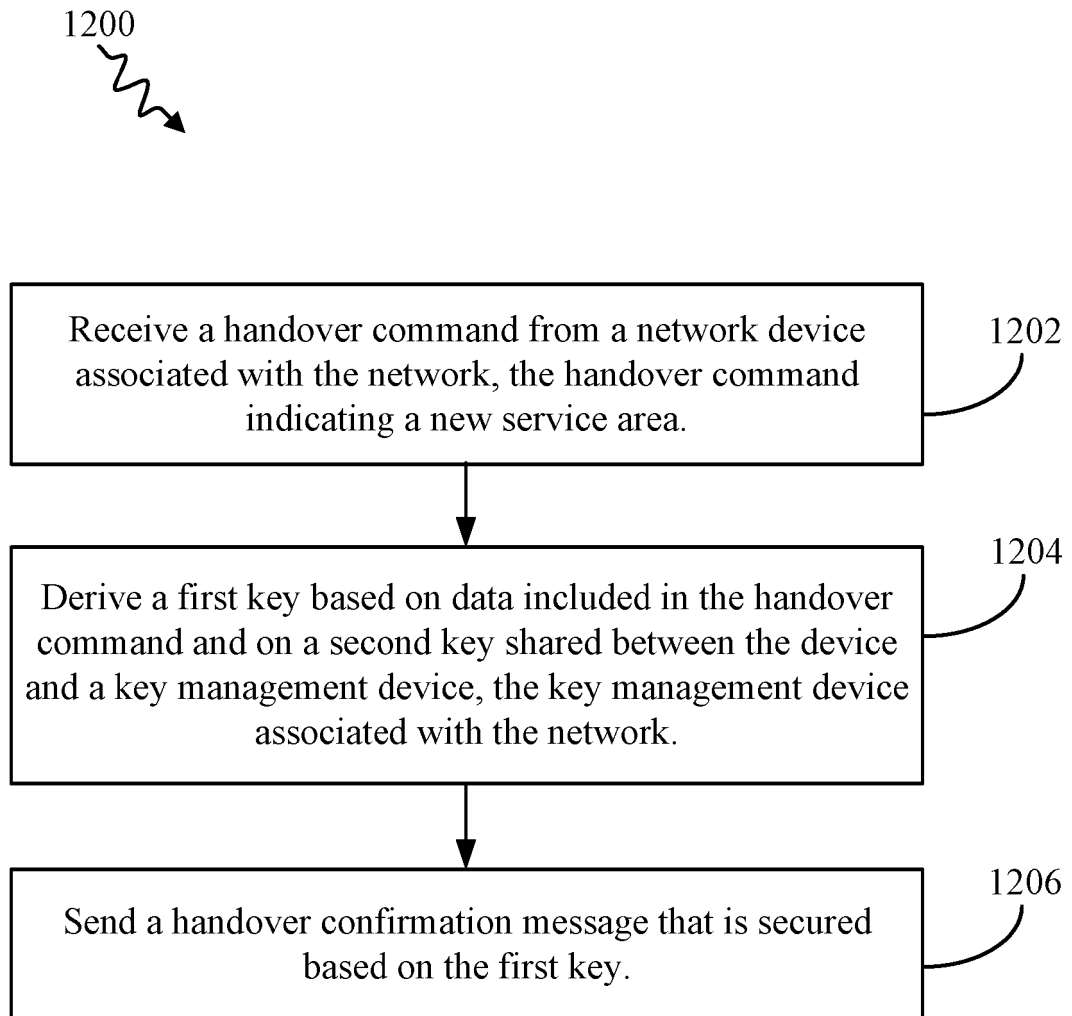 1200
Receive a handover command from a network device
associated with the network, the handover command
indicating a new service area.
1202
Derive a first key based on data included in the handover
command and on a second key shared between the device
and a key management device, the key management device
associated with the network.
1204
Send a handover confirmation message that is secured
based on the first key.
1206